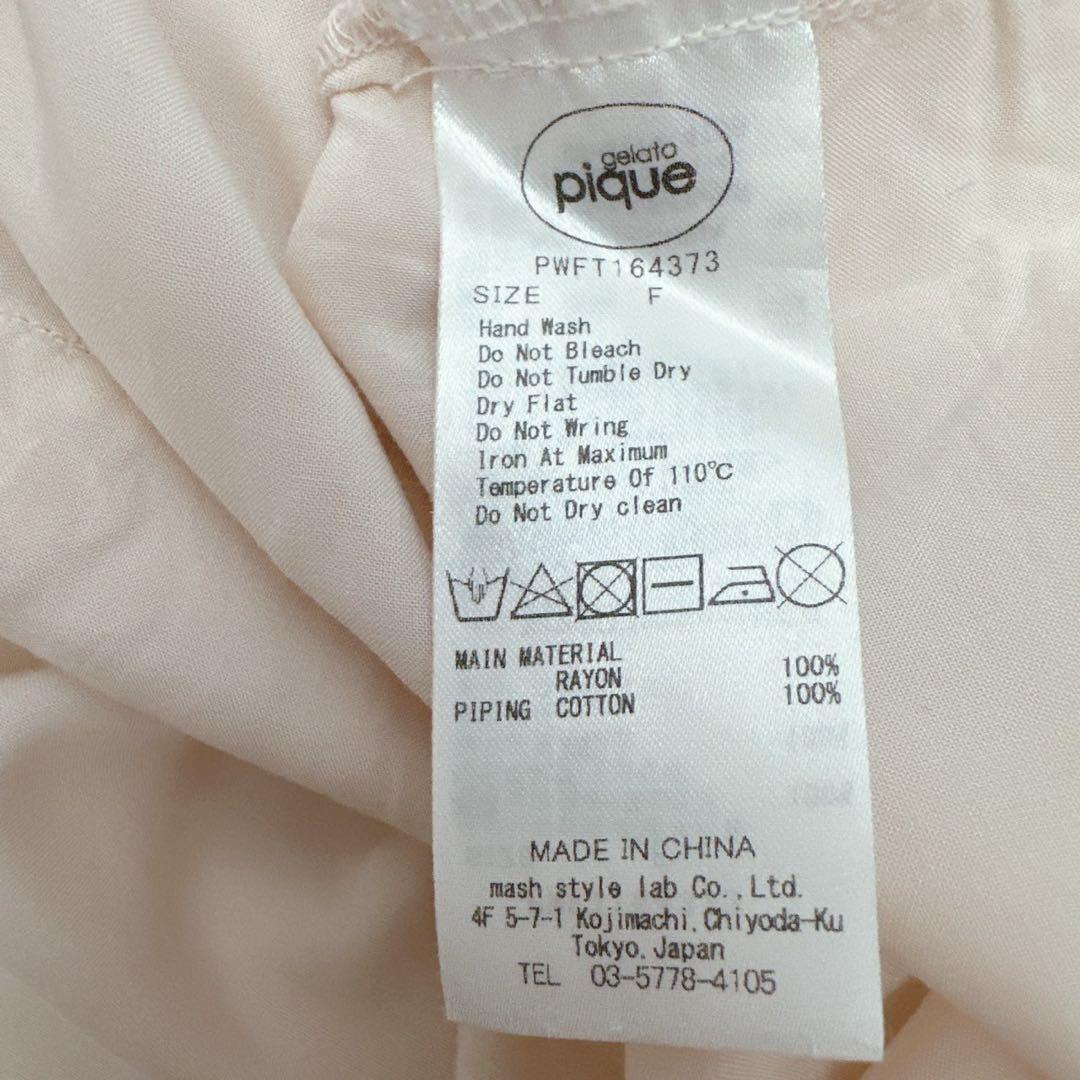 gelato
pique
PWFT164373
SIZE F
Hand Wash
Do Not Bleach
Do Not Tumble Dry
Dry Flat
Do Not Wring
Iron At Maximum
Temperature Of 110℃
Do Not Dry clean
MAIN MATERIAL
RAYON 100%
PIPING COTTON 100%
MADE IN CHINA
mash style lab Co.,Ltd.
4F 5-7-1 Kojimachi,Chiyoda-Ku
Tokyo,Japan
TEL 03-5778-4105